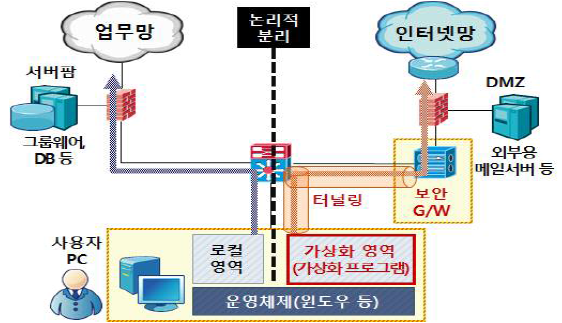 업무망
논리적
분리
인터넷망
서버팜
DMZ
그룹웨어,
DB 등
외부용
메일서버 등
터널링
보안
G/W
사용자
PC
로컬
영역
가상화 영역
(가상화 프로그램)
운영체제(윈도우 등)